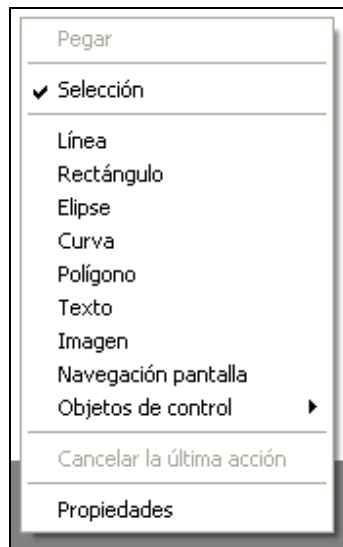 Pegar
Selección
Línea
Rectángulo
Elipse
Curva
Polígono
Texto
Imagen
Navegación pantalla
Objetos de control
Cancelar la última acción
Propiedades